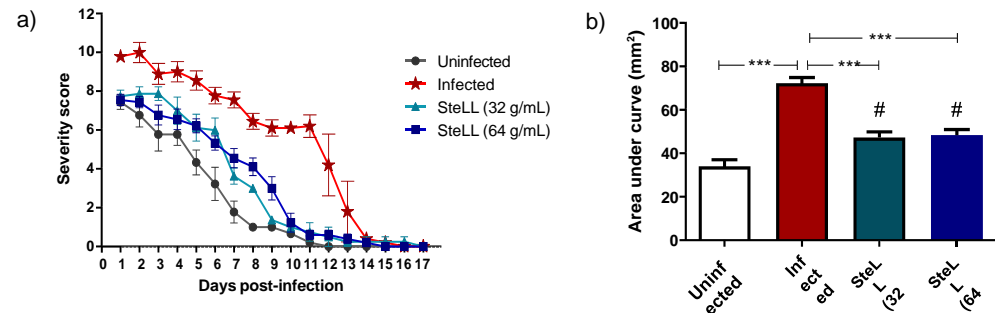 a)
Severity score
12
10
8
6
4
2
0
0 1 2 3 4 5 6 7 8 9 10 11 12 13 14 15 16 17
Days post-infection
Uninfected
Infected
SteLL (32 g/mL)
SteLL (64 g/mL)
b)
Area under curve (mm²)
100
80
60
40
20
0
***
***
***
#
#
Uninf
ected
Inf
ect
ed
SteL
L
(32
SteL
L
(64